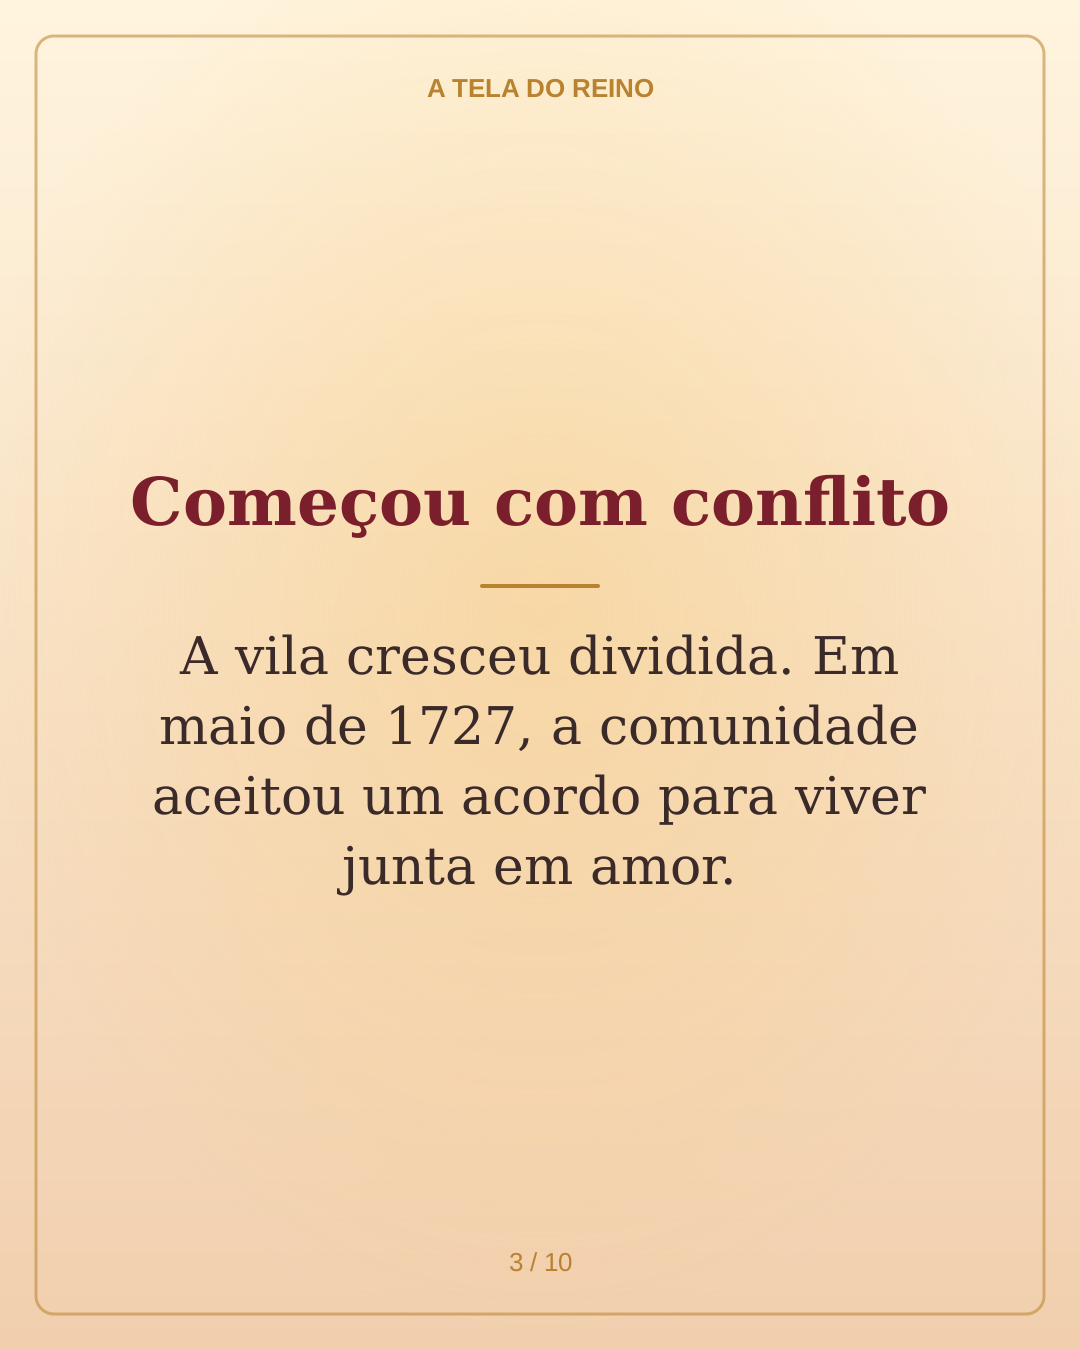 A TELA DO REINO
Começou com conflito
A vila cresceu dividida. Em
maio de 1727, a comunidade
aceitou um acordo para viver
junta em amor.
3 / 10